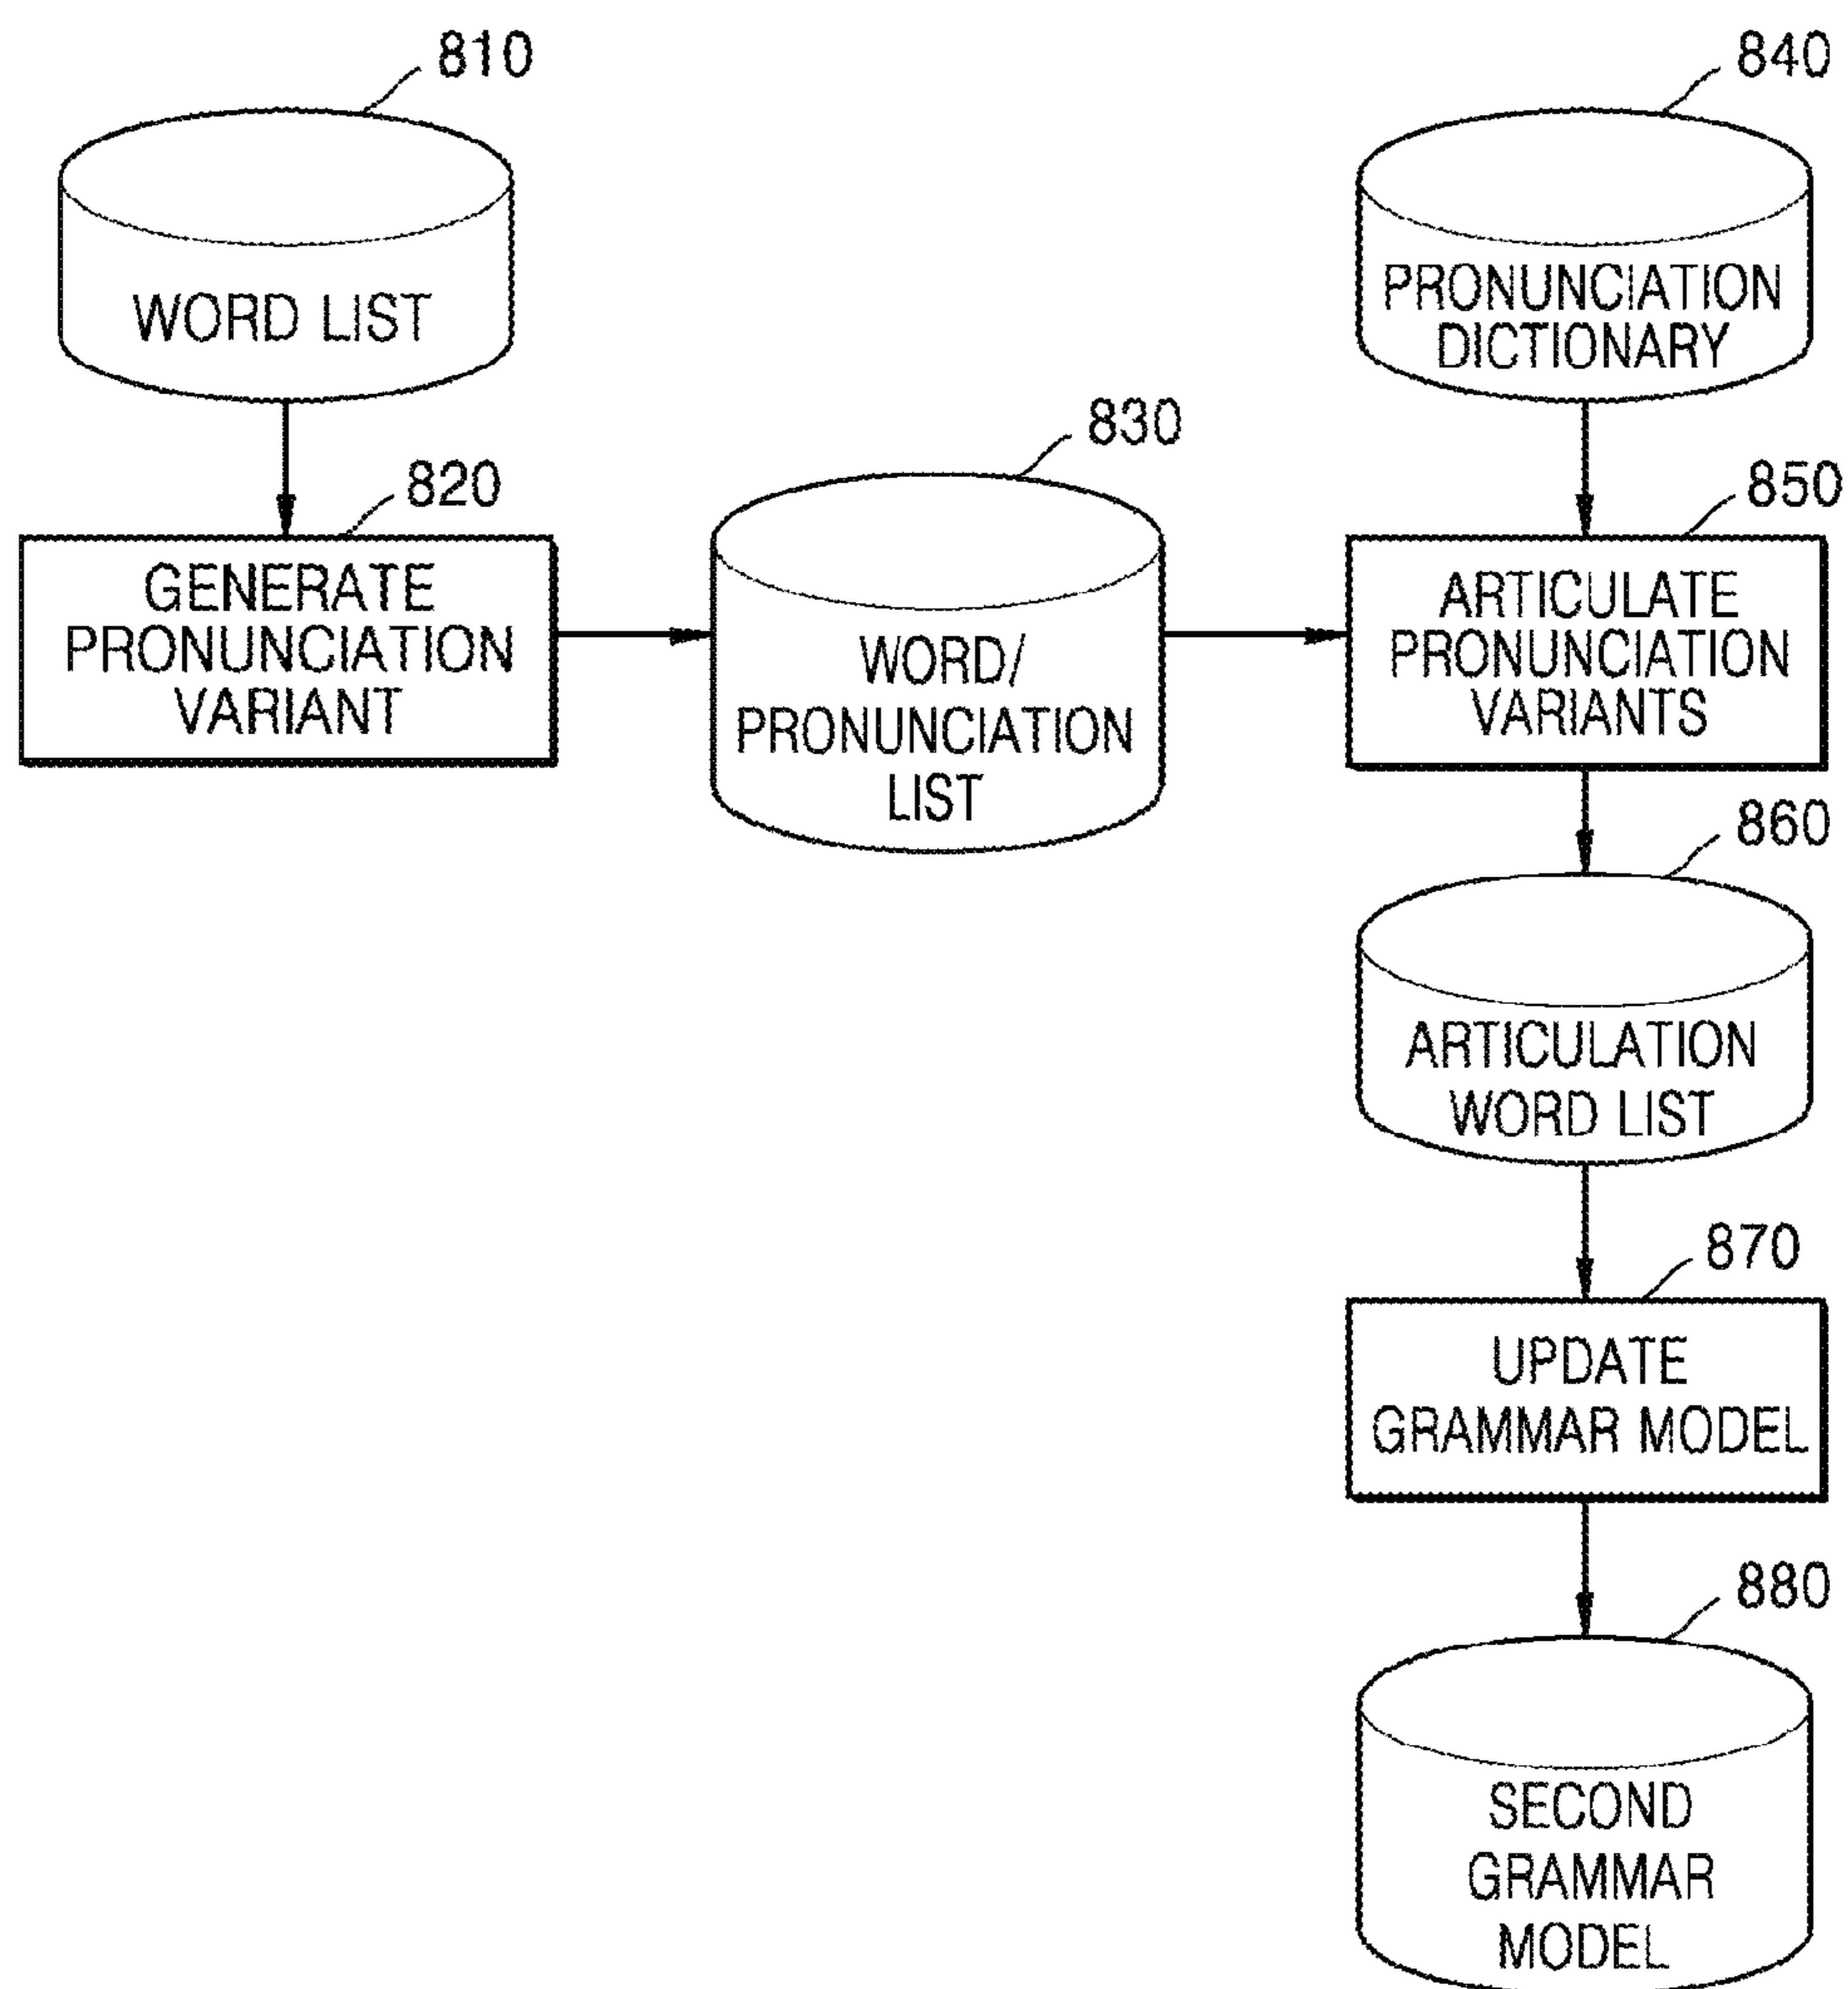 810
WORD LIST
820
GENERATE
PRONUNCIATION
VARIANT
830
WORD/
PRONUNCIATION
LIST
840
PRONUNCIATION
DICTIONARY
850
ARTICULATE
PRONUNCIATION
VARIANTS
860
ARTICULATION
WORD LIST
870
UPDATE
GRAMMAR MODEL
880
SECOND
GRAMMAR
MODEL